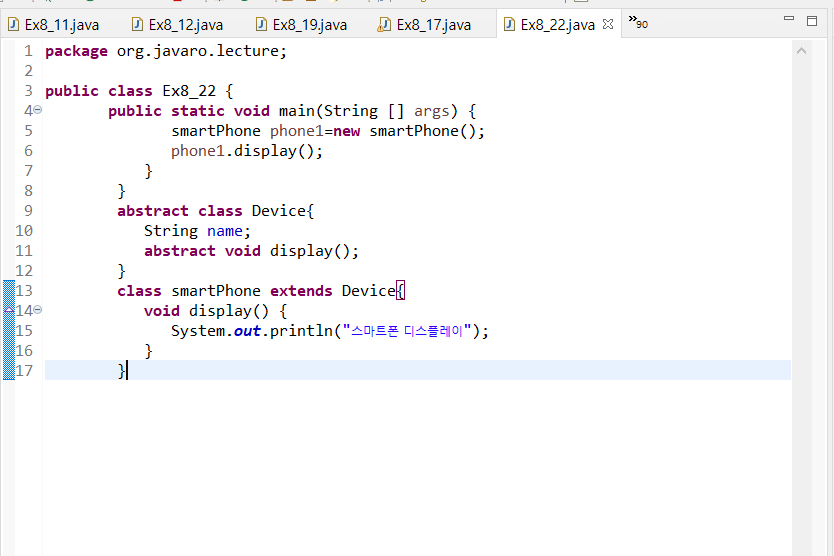 Ex8_11.java Ex8_12.java Ex8_19.java Ex8_17.java Ex8_22.java »90
1 package org.javaro.lecture;
2
3 public class Ex8_22 {
4 public static void main(String [] args) {
5 smartPhone phone1=new smartPhone();
6 phone1.display();
7 }
8 }
9 abstract class Device{
10 String name;
11 abstract void display();
12 }
13 class smartPhone extends Device{
14 void display() {
15 System.out.println("스마트폰 디스플레이");
16 }
17 }